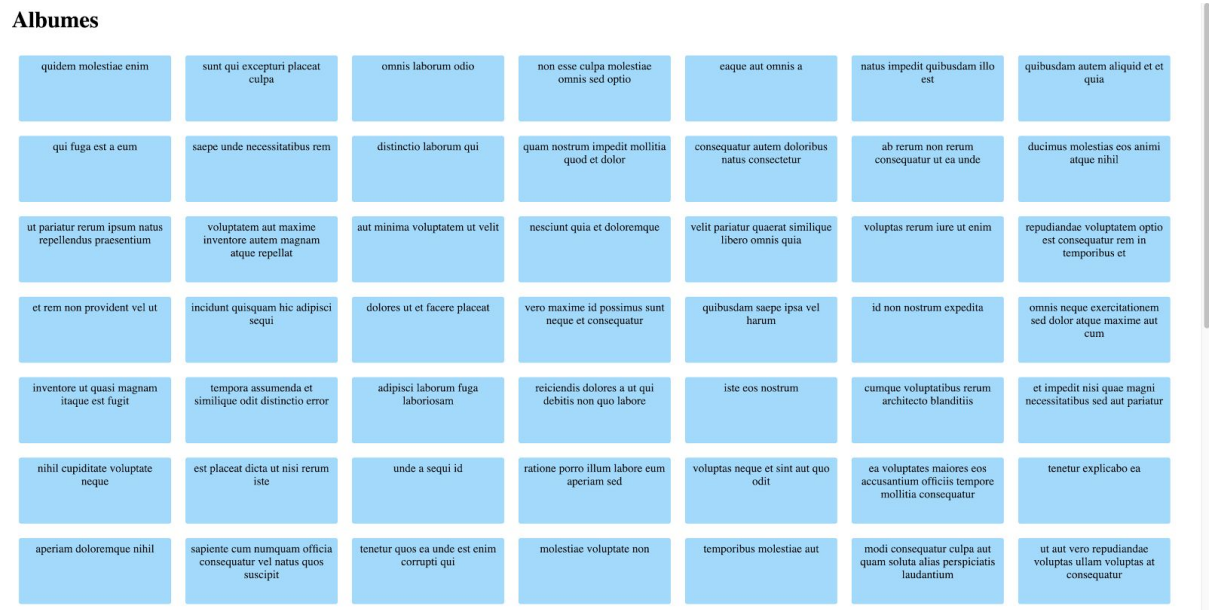 Albumes
quidem molestiae enim
sunt qui excepturi placeat
culpa
omnis laborum odio
non esse culpa molestiae
omnis sed optio
eaque aut omnis a
natus impedit quibusdam illo
est
quibusdam autem aliquid et et
quia
qui fuga est a eum
saepe unde necessitatibus rem
distinctio laborum qui
quam nostrum impedit mollitia
quod et dolor
consequatur autem doloribus
natus consectetur
ab rerum non rerum
consequatur ut ea unde
ducimus molestias eos animi
atque nihil
ut pariatur rerum ipsum natus
repellendus praesentium
voluptatem aut maxime
inventore autem magnam
atque repellat
aut minima voluptatem ut velit
nesciunt quia et doloremque
velit pariatur quaerat similique
libero omnis quia
voluptas rerum iure ut enim
repudiandae voluptatem optio
est consequatur rem in
temporibus et
et rem non provident vel ut
incidunt quisquam hic adipisci
sequi
dolores ut et facere placeat
vero maxime id possimus sunt
neque et consequatur
quibusdam saepe ipsa vel
harum
id non nostrum expedita
omnis neque exercitationem
sed dolor atque maxime aut
cum
inventore ut quasi magnam
itaque est fugit
tempora assumenda et
similique odit distinctio error
adipisci laborum fuga
laboriosam
reiciendis dolores a ut qui
debitis non quo labore
iste eos nostrum
cumque voluptatibus rerum
architecto blanditiis
et impedit nisi quae magni
necessitatibus sed aut pariatur
nihil cupiditate voluptate
neque
est placeat dicta ut nisi rerum
iste
unde a sequi id
ratione porro illum labore eum
aperiam sed
voluptas neque et sint aut quo
odit
ea voluptates maiores eos
accusantium officiis tempore
mollitia consequatur
tenetur explicabo ea
aperiam doloremque nihil
sapiente cum numquam officia
consequatur vel natus quos
suscipit
tenetur quos ea unde est enim
corrupti qui
molestiae voluptate non
temporibus molestiae aut
modi consequatur culpa aut
quam soluta alias perspiciatis
laudantium
ut aut vero repudiandae
voluptas ullam voluptas at
consequatur